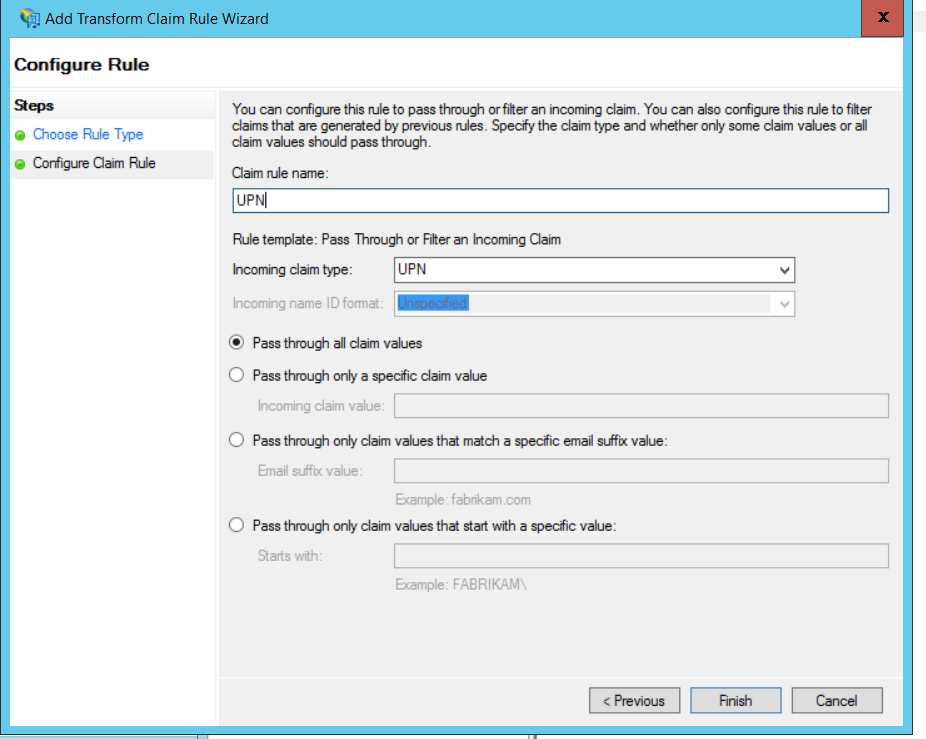 Add Transform Claim Rule Wizard
x
Configure Rule
Steps
Choose Rule Type
Configure Claim Rule
You can configure this rule to pass through or filter an incoming claim. You can also configure this rule to filter
claims that are generated by previous rules. Specify the claim type and whether only some claim values or all
claim values should pass through.
Claim rule name:
UPN
Rule template: Pass Through or Filter an Incoming Claim
Incoming claim type: UPN
Incoming name ID format: Unspecified
Pass through all claim values
Pass through only a specific claim value
Incoming claim value:
Pass through only claim values that match a specific email suffix value:
Email suffix value:
Example: fabrikam.com
Pass through only claim values that start with a specific value:
Starts with:
Example: FABRIKAM\
< Previous Finish Cancel